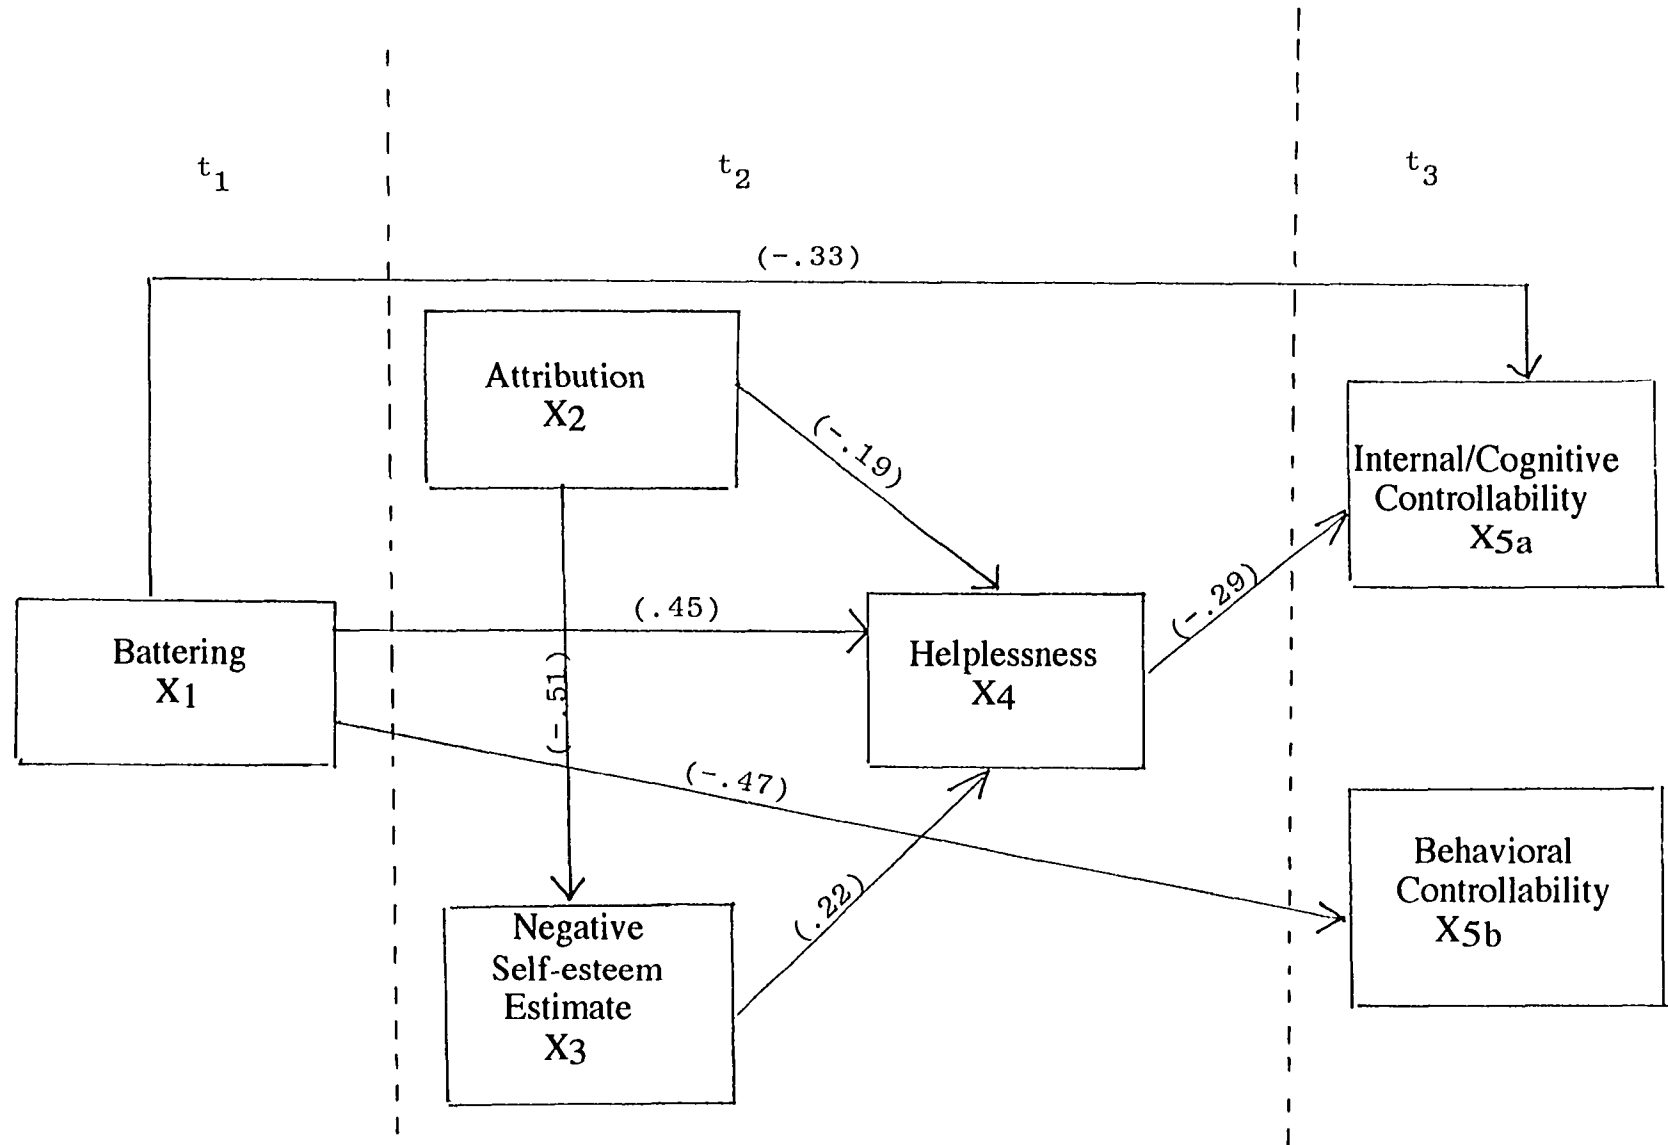 t1
t2
t3
(-.33)
Attribution
X2
(-.19)
Internal/Cognitive
Controllability
X5a
(-.29)
(.45)
Battering
X1
Helplessness
X4
(-.51)
(-.47)
Behavioral
Controllability
X5b
(.22)
Negative
Self-esteem
Estimate
X3